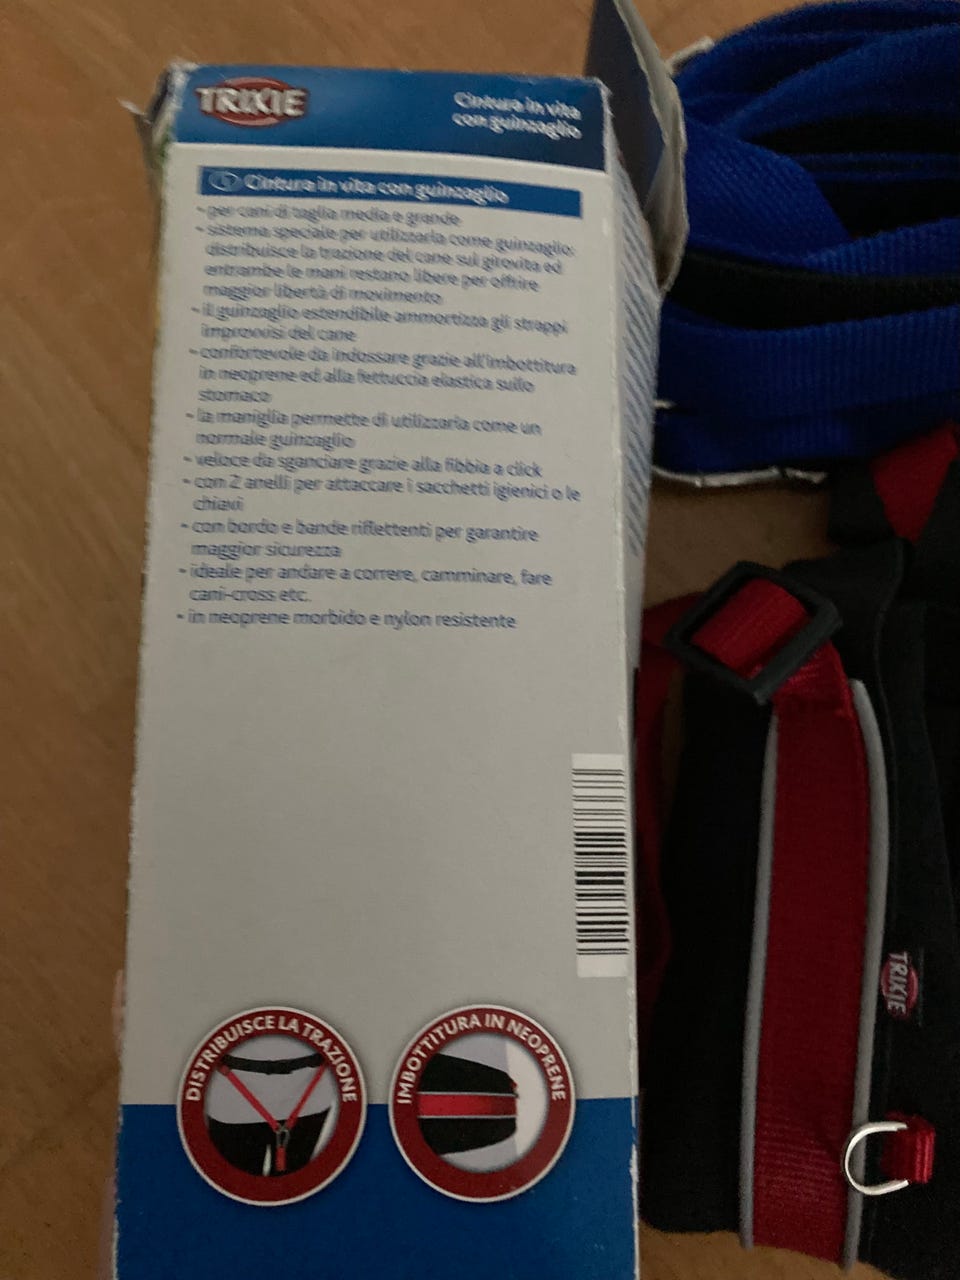 TRIXIE
Cintura in vita
con guinzaglio
I Cintura in vita con guinzaglio
- per cani di taglia media e grande
- sistema speciale per utilizzarla come guinzaglio:
distribuisce la trazione del cane sul girovita ed
entrambe le mani restano libere per offrire
maggior libertà di movimento
- il guinzaglio estendibile ammortizza gli strappi
improvvisi del cane
- confortevole da indossare grazie all'imbottitura
in neoprene ed alla fettuccia elastica sullo
stomaco
- la maniglia permette di utilizzarla come un
normale guinzaglio
- veloce da sganciare grazie alla fibbia a click
- con 2 anelli per attaccare i sacchetti igienici o le
chiavi
- con bordo e bande riflettenti per garantire
maggior sicurezza
- ideale per andare a correre, camminare, fare
cani-cross etc.
- in neoprene morbido e nylon resistente
DISTRIBUISCE LA TRAZIONE
IMBOTTITURA IN NEOPRENE
TRIXIE